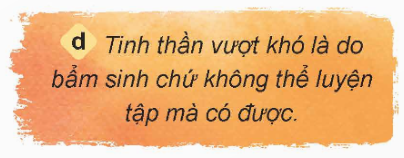 d Tinh thần vượt khó là do
bẩm sinh chứ không thể luyện
tập mà có được.